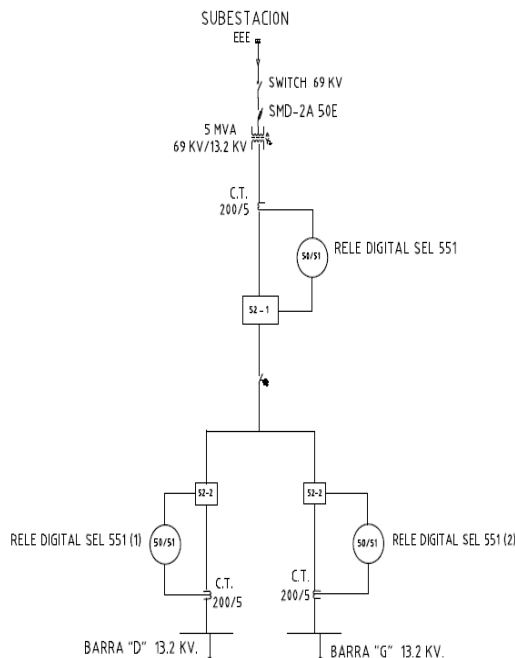 SUBESTACION
EEE
SWITCH 69 KV
SMD-2A 50E
5 MVA
69 KV/13.2 KV
C.T.
200/5
50/51
RELE DIGITAL SEL 551
52-1
52-2
52-2
RELE DIGITAL SEL 551 (1)
50/51
50/51
RELE DIGITAL SEL 551 (2)
C.T.
200/5
C.T.
200/5
BARRA "D" 13.2 KV.
BARRA "G" 13.2 KV.